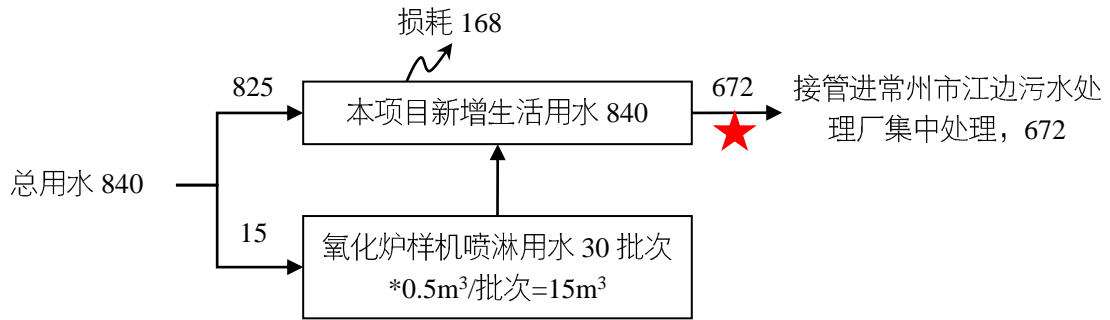 损耗 168
825
本项目新增生活用水 840
672
接管进常州市江边污水处
理厂集中处理，672
总用水 840
15
氧化炉样机喷淋用水 30 批次
*0.5m³/批次=15m³